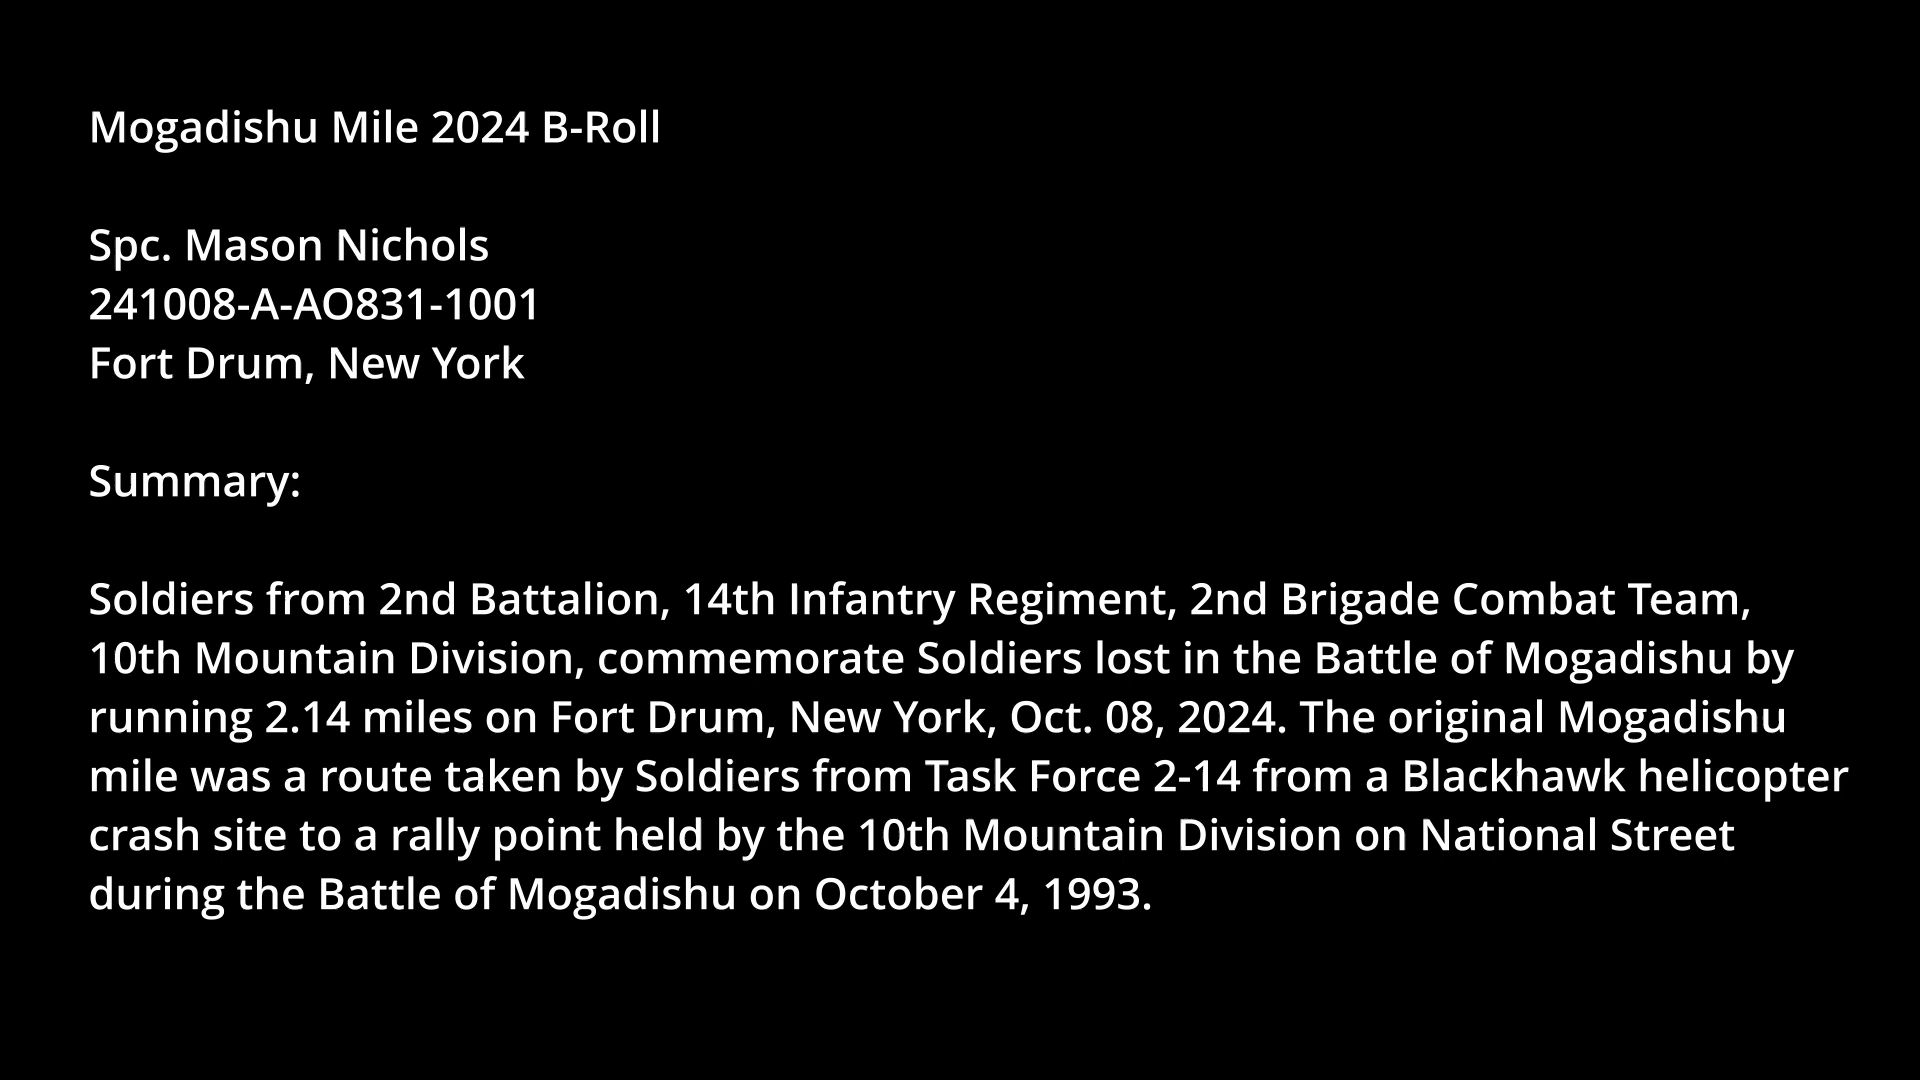 Mogadishu Mile 2024 B-Roll
Spc. Mason Nichols
241008-A-AO831-1001
Fort Drum, New York
Summary:
Soldiers from 2nd Battalion, 14th Infantry Regiment, 2nd Brigade Combat Team,
10th Mountain Division, commemorate Soldiers lost in the Battle of Mogadishu by
running 2.14 miles on Fort Drum, New York, Oct. 08, 2024. The original Mogadishu
mile was a route taken by Soldiers from Task Force 2-14 from a Blackhawk helicopter
crash site to a rally point held by the 10th Mountain Division on National Street
during the Battle of Mogadishu on October 4, 1993.